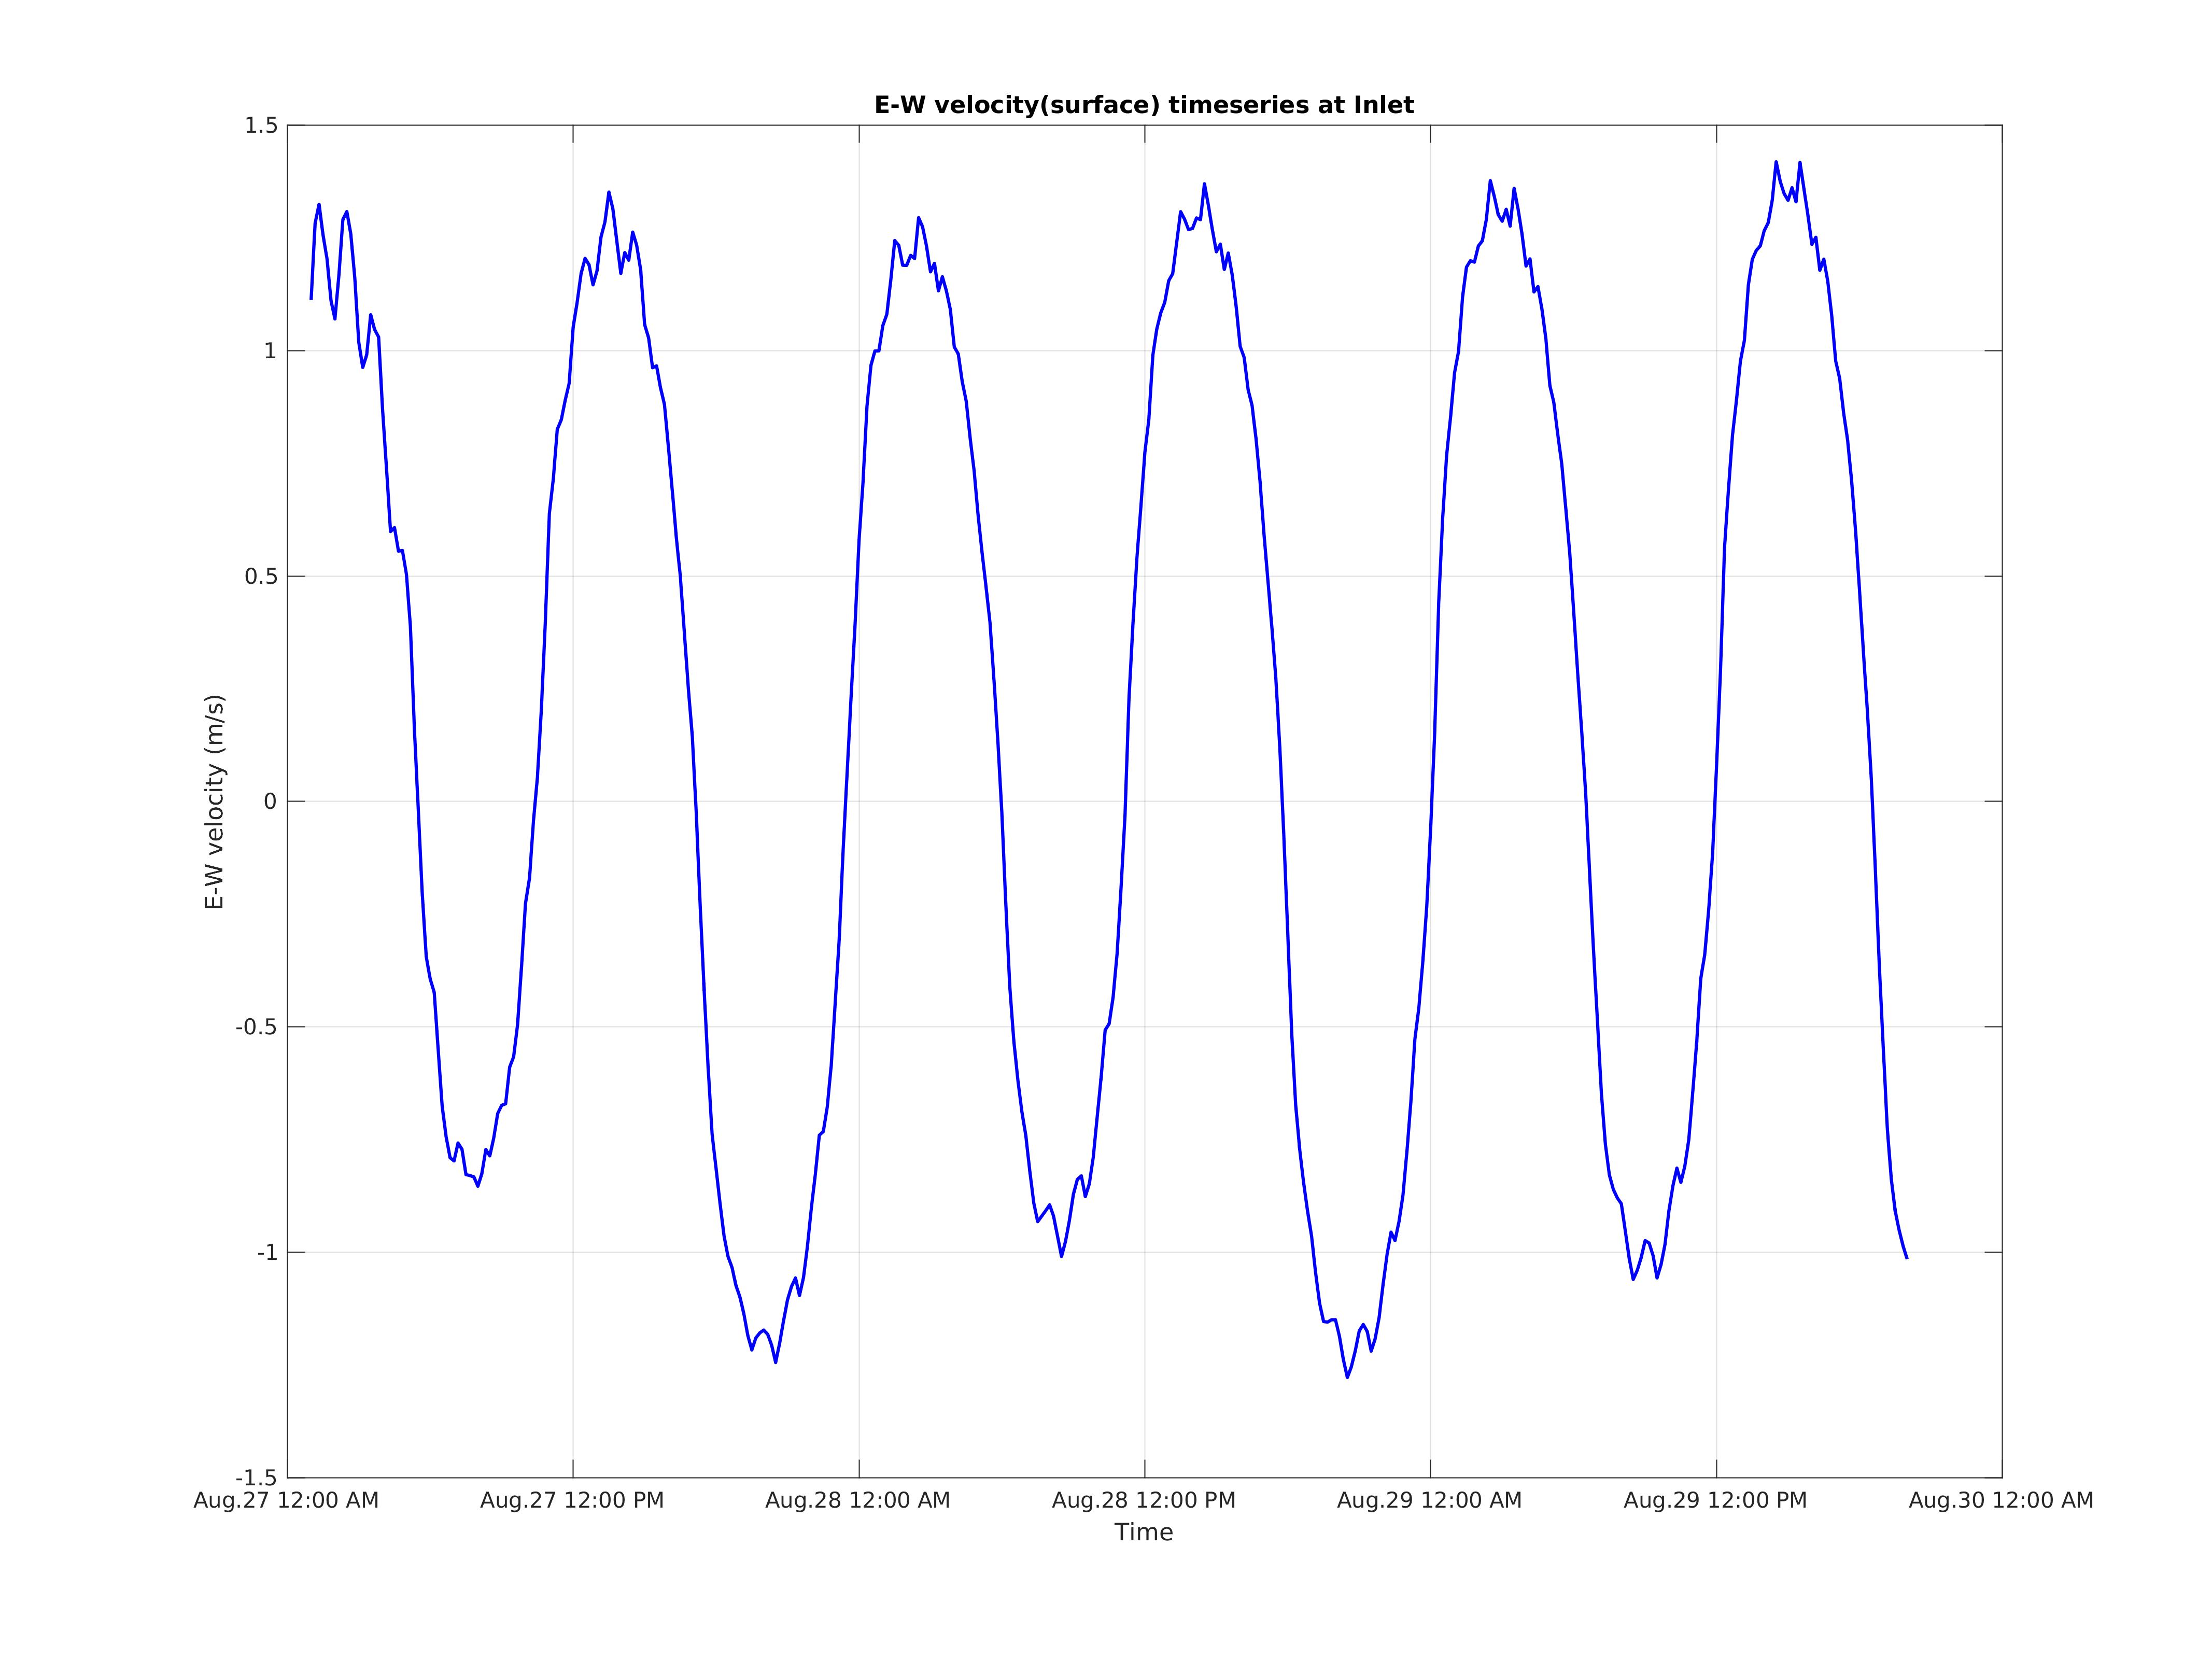 E-W velocity(surface) timeseries at Inlet
1.5
1
0.5
0
-0.5
-1
-1.5
E-W velocity (m/s)
Aug.27 12:00 AM Aug.27 12:00 PM Aug.28 12:00 AM Aug.28 12:00 PM Aug.29 12:00 AM Aug.29 12:00 PM Aug.30 12:00 AM
Time